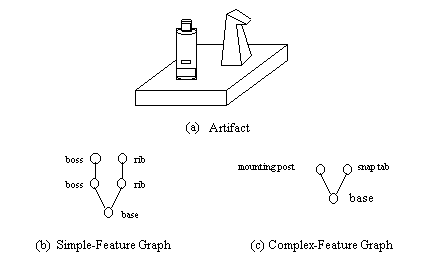 (a) Artifact
boss rib
mounting post snap tab
boss rib
base
base
(b) Simple-Feature Graph
(c) Complex-Feature Graph